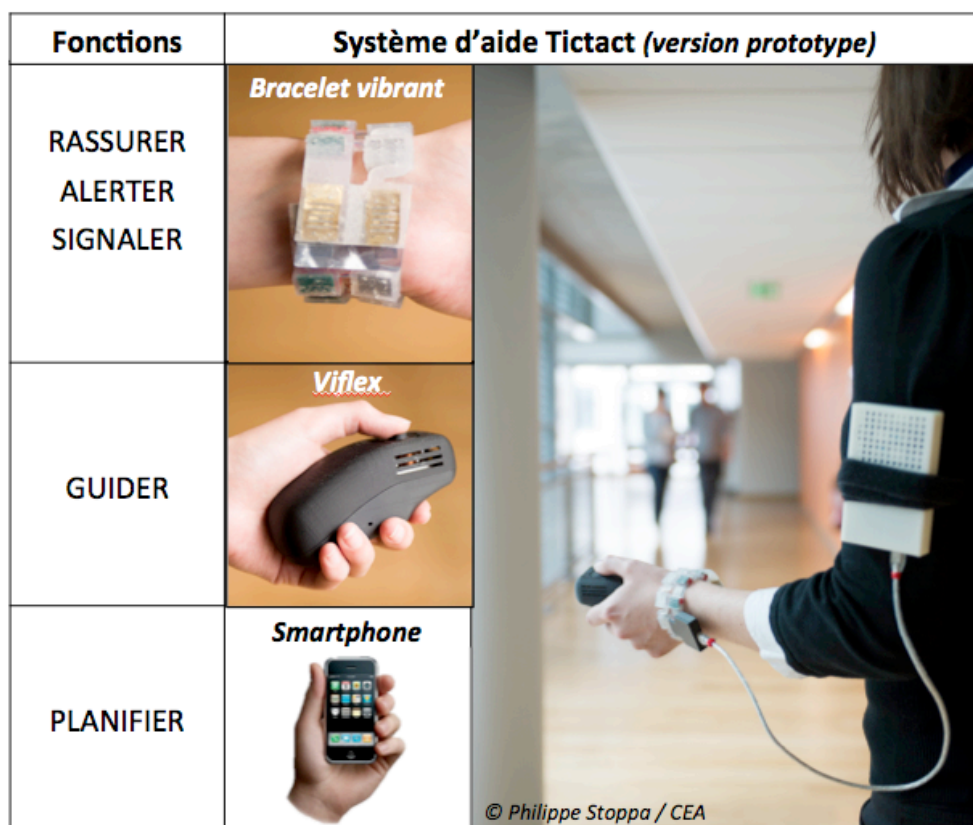 Fonctions
Système d'aide Tictact (version prototype)
Bracelet vibrant
RASSURER
ALERTER
SIGNALER
Viflex
GUIDER
Smartphone
PLANIFIER
© Philippe Stoppa / CEA